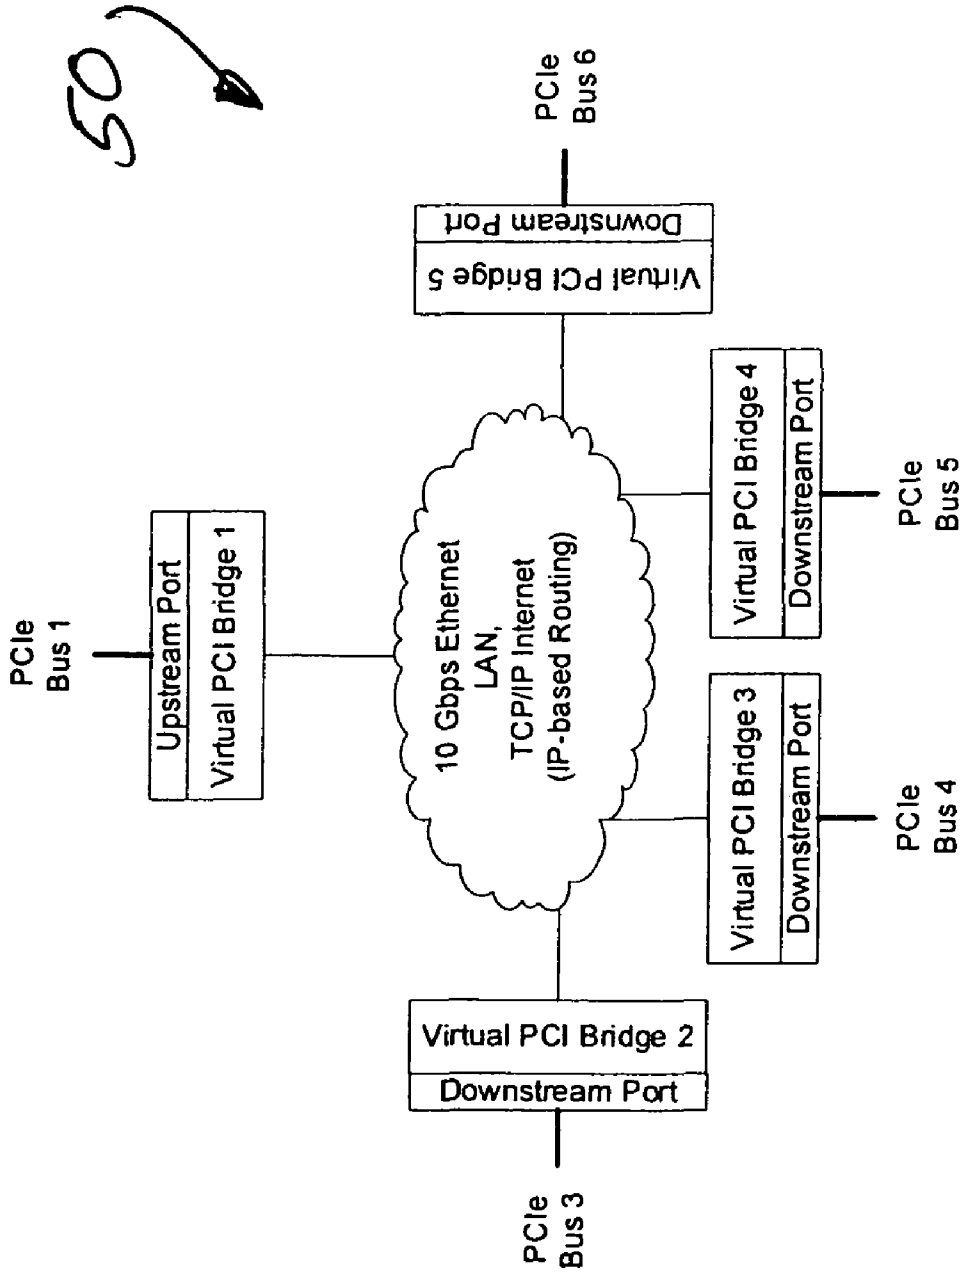 50
PCIe
Bus 1
Upstream Port
Virtual PCI Bridge 1
10 Gbps Ethernet
LAN,
TCP/IP Internet
(IP-based Routing)
PCIe
Bus 3
Downstream Port
Virtual PCI Bridge 2
Virtual PCI Bridge 3
Downstream Port
PCIe
Bus 4
Virtual PCI Bridge 4
Downstream Port
PCIe
Bus 5
Virtual PCI Bridge 5
Downstream Port
PCIe
Bus 6